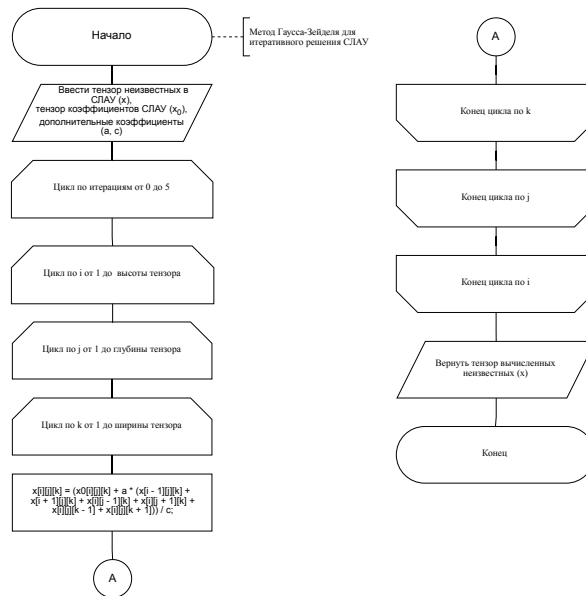 Начало
Метод Гаусса-Зейделя для
итеративного решения СЛАУ
Ввести тензор неизвестных в
СЛАУ (x),
тензор коэффициентов СЛАУ (x₀),
дополнительные коэффициенты
(a, c)
Цикл по итерациям от 0 до 5
Цикл по i от 1 до высоты тензора
Цикл по j от 1 до глубины тензора
Цикл по k от 1 до ширины тензора
x[i][j][k] = (x0[i][j][k] + a * (x[i - 1][j][k] +
x[i + 1][j][k] + x[i][j - 1][k] + x[i][j + 1][k] +
x[i][j][k - 1] + x[i][j][k + 1])) / c;
A
A
Конец цикла по k
Конец цикла по j
Конец цикла по i
Вернуть тензор вычисленных
неизвестных (x)
Конец